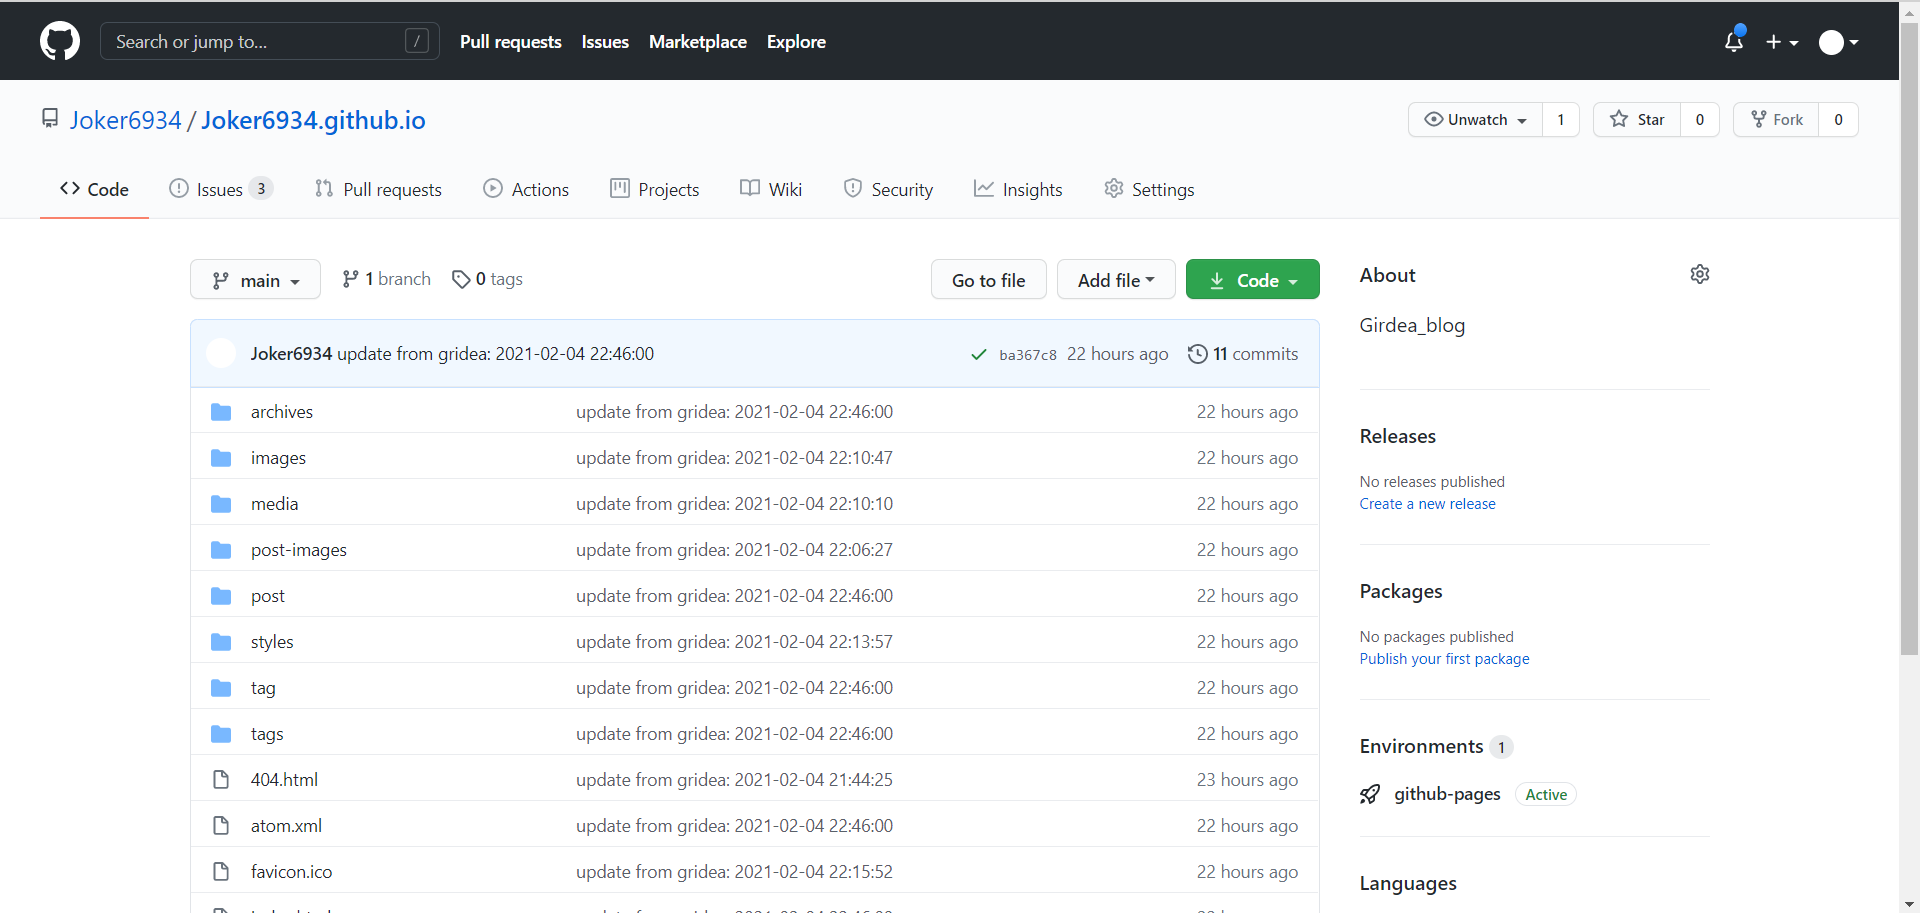 Search or jump to... /
Pull requests Issues Marketplace Explore
Joker6934 / Joker6934.github.io
Unwatch 1 Star 0 Fork 0
Code Issues 3 Pull requests Actions Projects Wiki Security Insights Settings
main 1 branch 0 tags Go to file Add file Code
Joker6934 update from gridea: 2021-02-04 22:46:00 ba367c8 22 hours ago 11 commits
archives update from gridea: 2021-02-04 22:46:00 22 hours ago
images update from gridea: 2021-02-04 22:10:47 22 hours ago
media update from gridea: 2021-02-04 22:10:10 22 hours ago
post-images update from gridea: 2021-02-04 22:06:27 22 hours ago
post update from gridea: 2021-02-04 22:46:00 22 hours ago
styles update from gridea: 2021-02-04 22:13:57 22 hours ago
tag update from gridea: 2021-02-04 22:46:00 22 hours ago
tags update from gridea: 2021-02-04 22:46:00 22 hours ago
404.html update from gridea: 2021-02-04 21:44:25 23 hours ago
atom.xml update from gridea: 2021-02-04 22:46:00 22 hours ago
favicon.ico update from gridea: 2021-02-04 22:15:52 22 hours ago
About
Girdea_blog
Releases
No releases published
Create a new release
Packages
No packages published
Publish your first package
Environments 1
github-pages Active
Languages